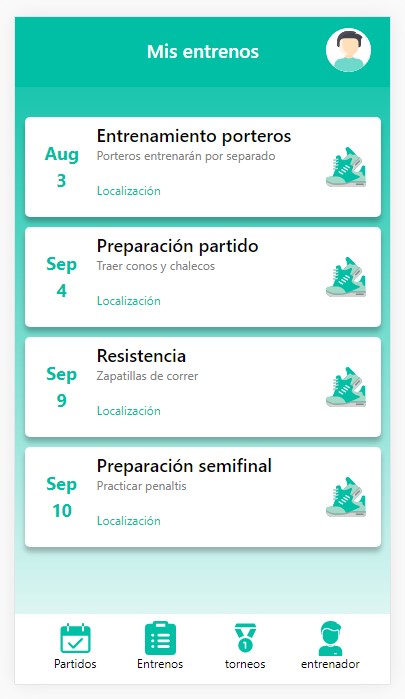 Mis entrenos
Aug
3
Entrenamiento porteros
Porteros entrenarán por separado
Localización
Sep
4
Preparación partido
Traer conos y chalecos
Localización
Sep
9
Resistencia
Zapatillas de correr
Localización
Sep
10
Preparación semifinal
Practicar penaltis
Localización
1
Partidos
Entrenos
torneos
entrenador